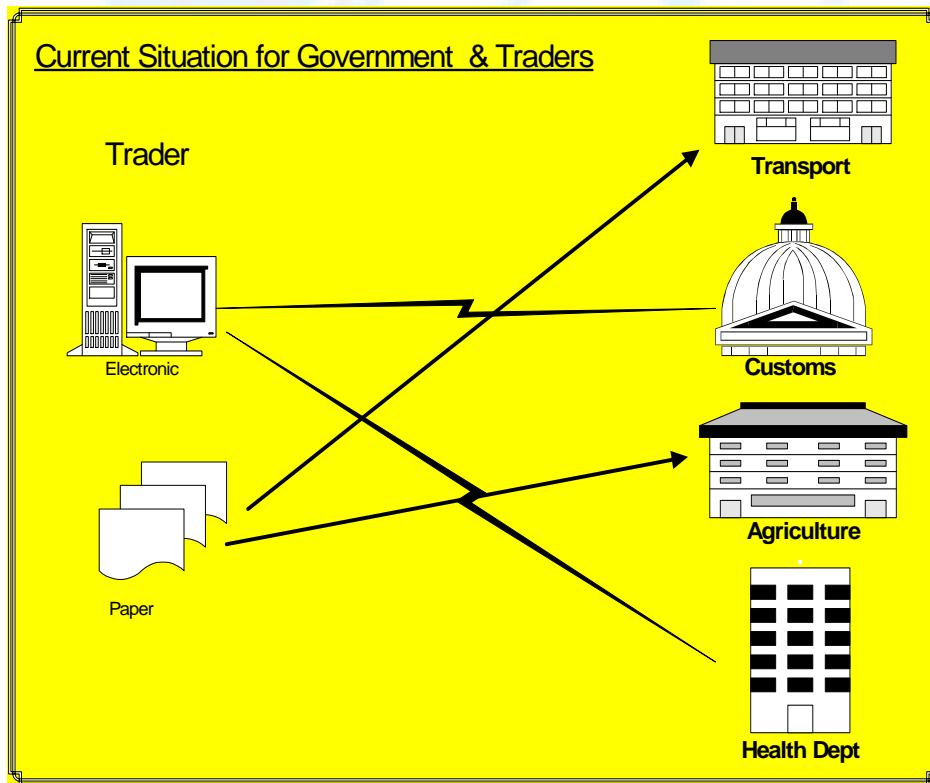 Current Situation for Government & Traders
Trader
Transport
Electronic
Customs
Paper
Agriculture
Health Dept